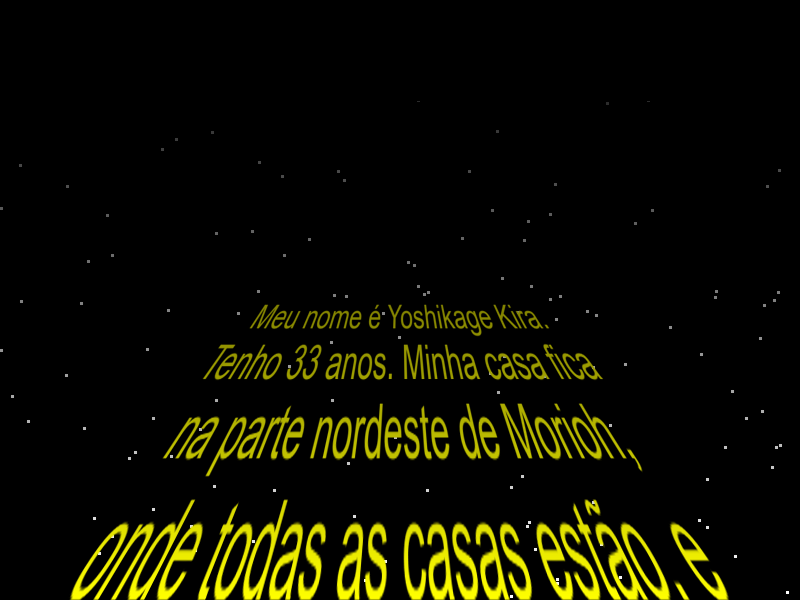 Meu nome é Yoshikage Kira.
Tenho 33 anos. Minha casa fica
na parte nordeste de Morioh,
onde todas as casas estão, e